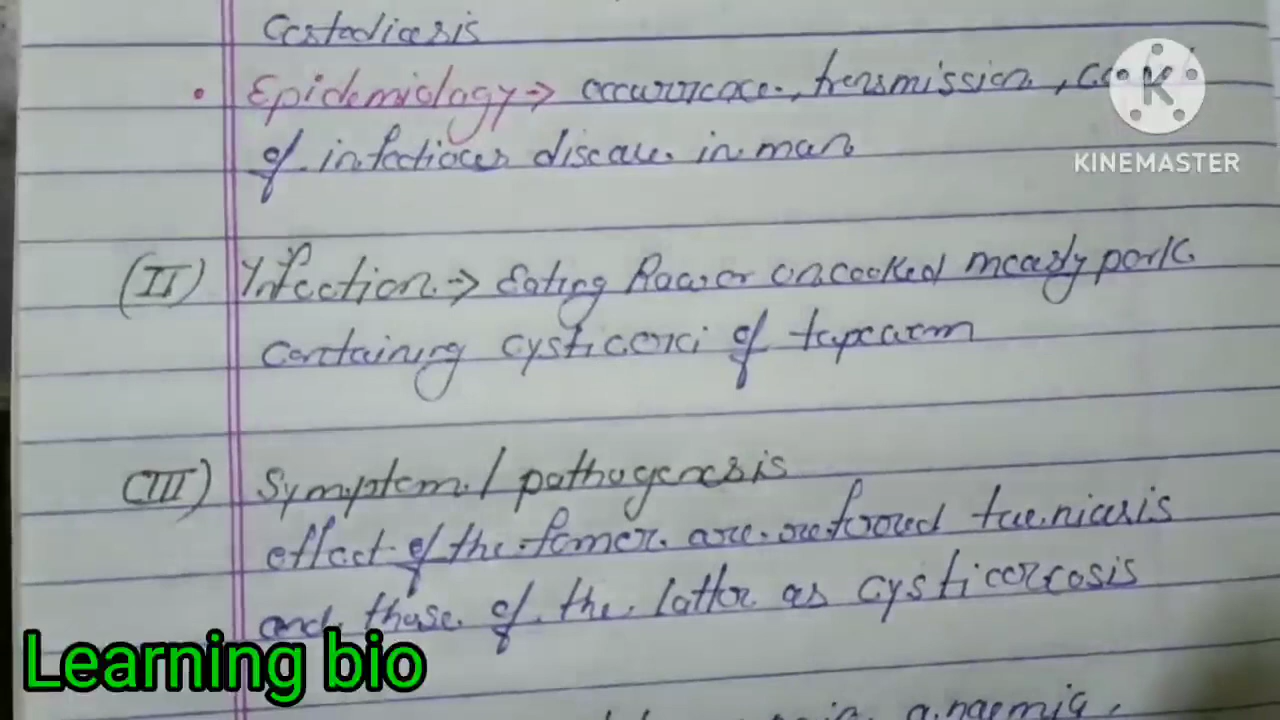 Cestodiasis
• Epidemiology → occurrence, transmission,
of infectious disease in man
(II) Infection → Eating Raw or uncooked measly pork
containing cysticerci of tapeworm
(III) Symptom / pathogenesis
effect of the former are referred taeniasis
and those of the latter as cysticercosis
anaemia,
K
KINEMASTER
Learning bio